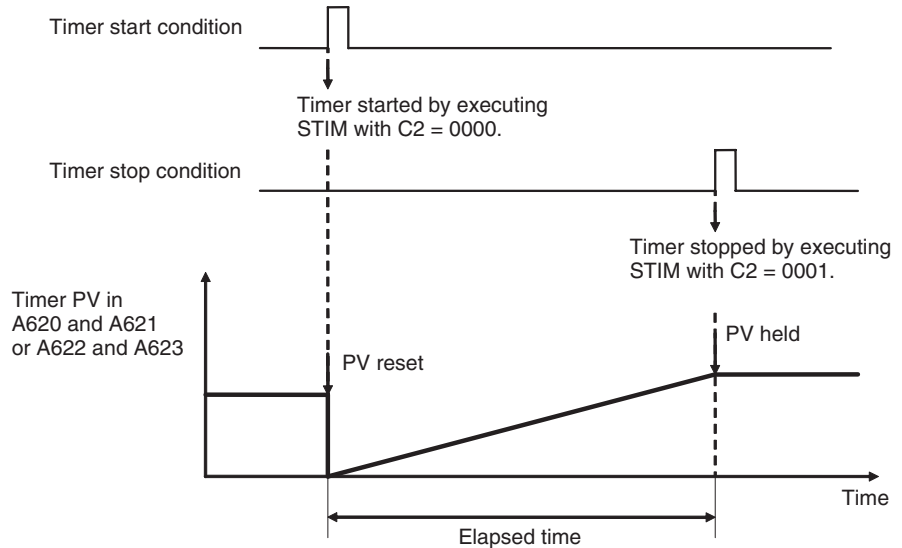 Timer start condition
Timer started by executing
STIM with C2 = 0000.
Timer stop condition
Timer stopped by executing
STIM with C2 = 0001.
Timer PV in
A620 and A621
or A622 and A623
PV reset
PV held
Time
Elapsed time